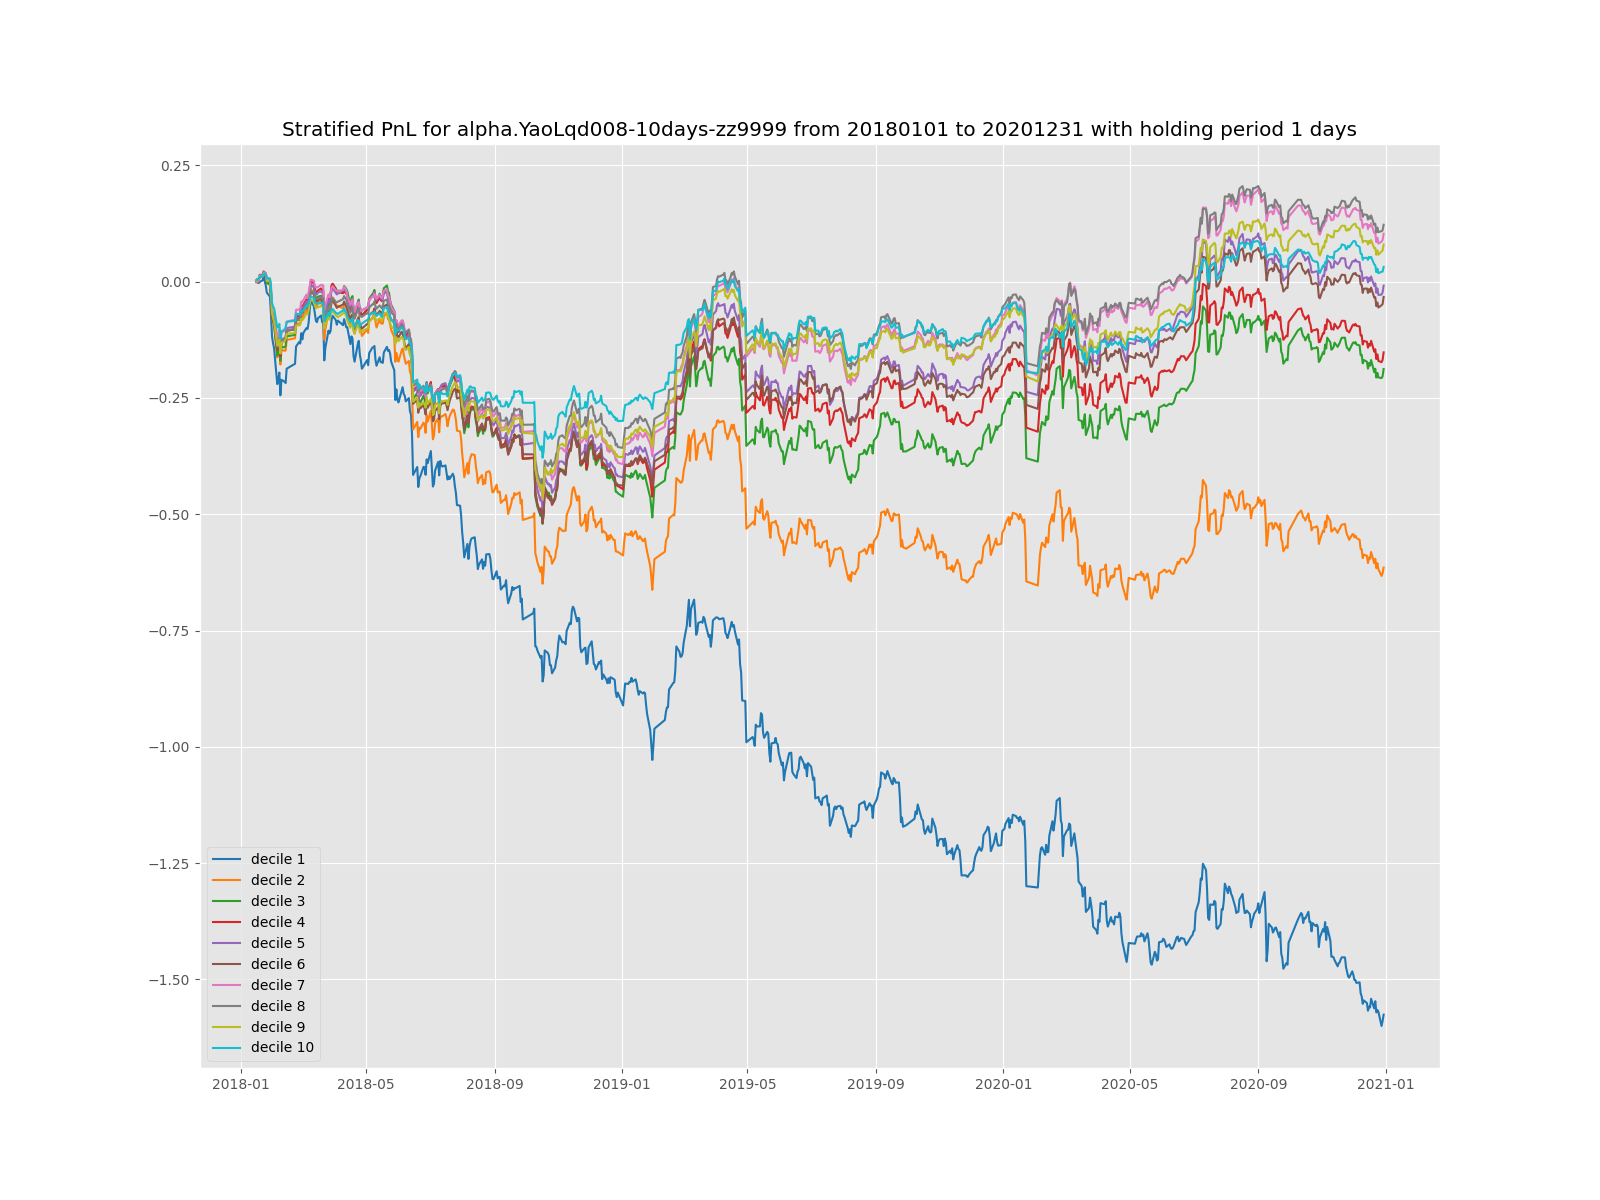 Stratified PnL for alpha.YaoLqd008-10days-zz9999 from 20180101 to 20201231 with holding period 1 days
0.25
0.00
−0.25
−0.50
−0.75
−1.00
−1.25
−1.50
decile 1
decile 2
decile 3
decile 4
decile 5
decile 6
decile 7
decile 8
decile 9
decile 10
2018-01 2018-05 2018-09 2019-01 2019-05 2019-09 2020-01 2020-05 2020-09 2021-01